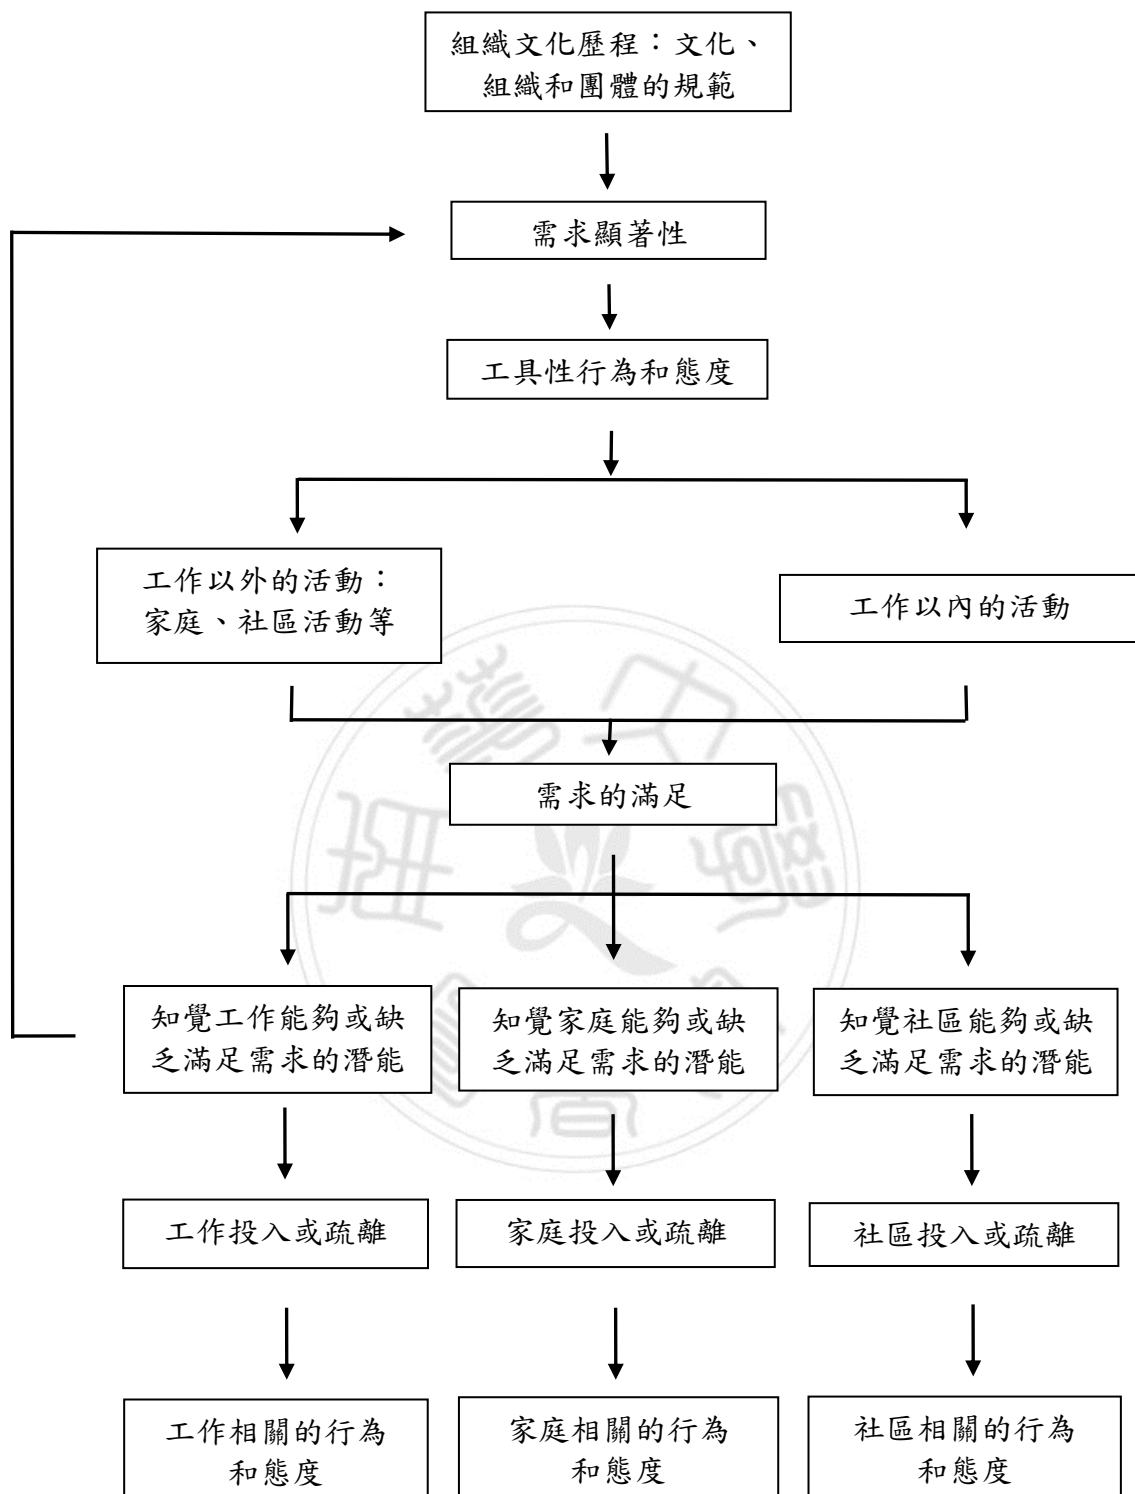 組織文化歷程：文化、
組織和團體的規範
需求顯著性
工具性行為和態度
工作以外的活動：
家庭、社區活動等
工作以內的活動
需求的滿足
知覺工作能夠或缺
乏滿足需求的潛能
知覺家庭能夠或缺
乏滿足需求的潛能
知覺社區能夠或缺
乏滿足需求的潛能
工作投入或疏離
家庭投入或疏離
社區投入或疏離
工作相關的行為
和態度
家庭相關的行為
和態度
社區相關的行為
和態度